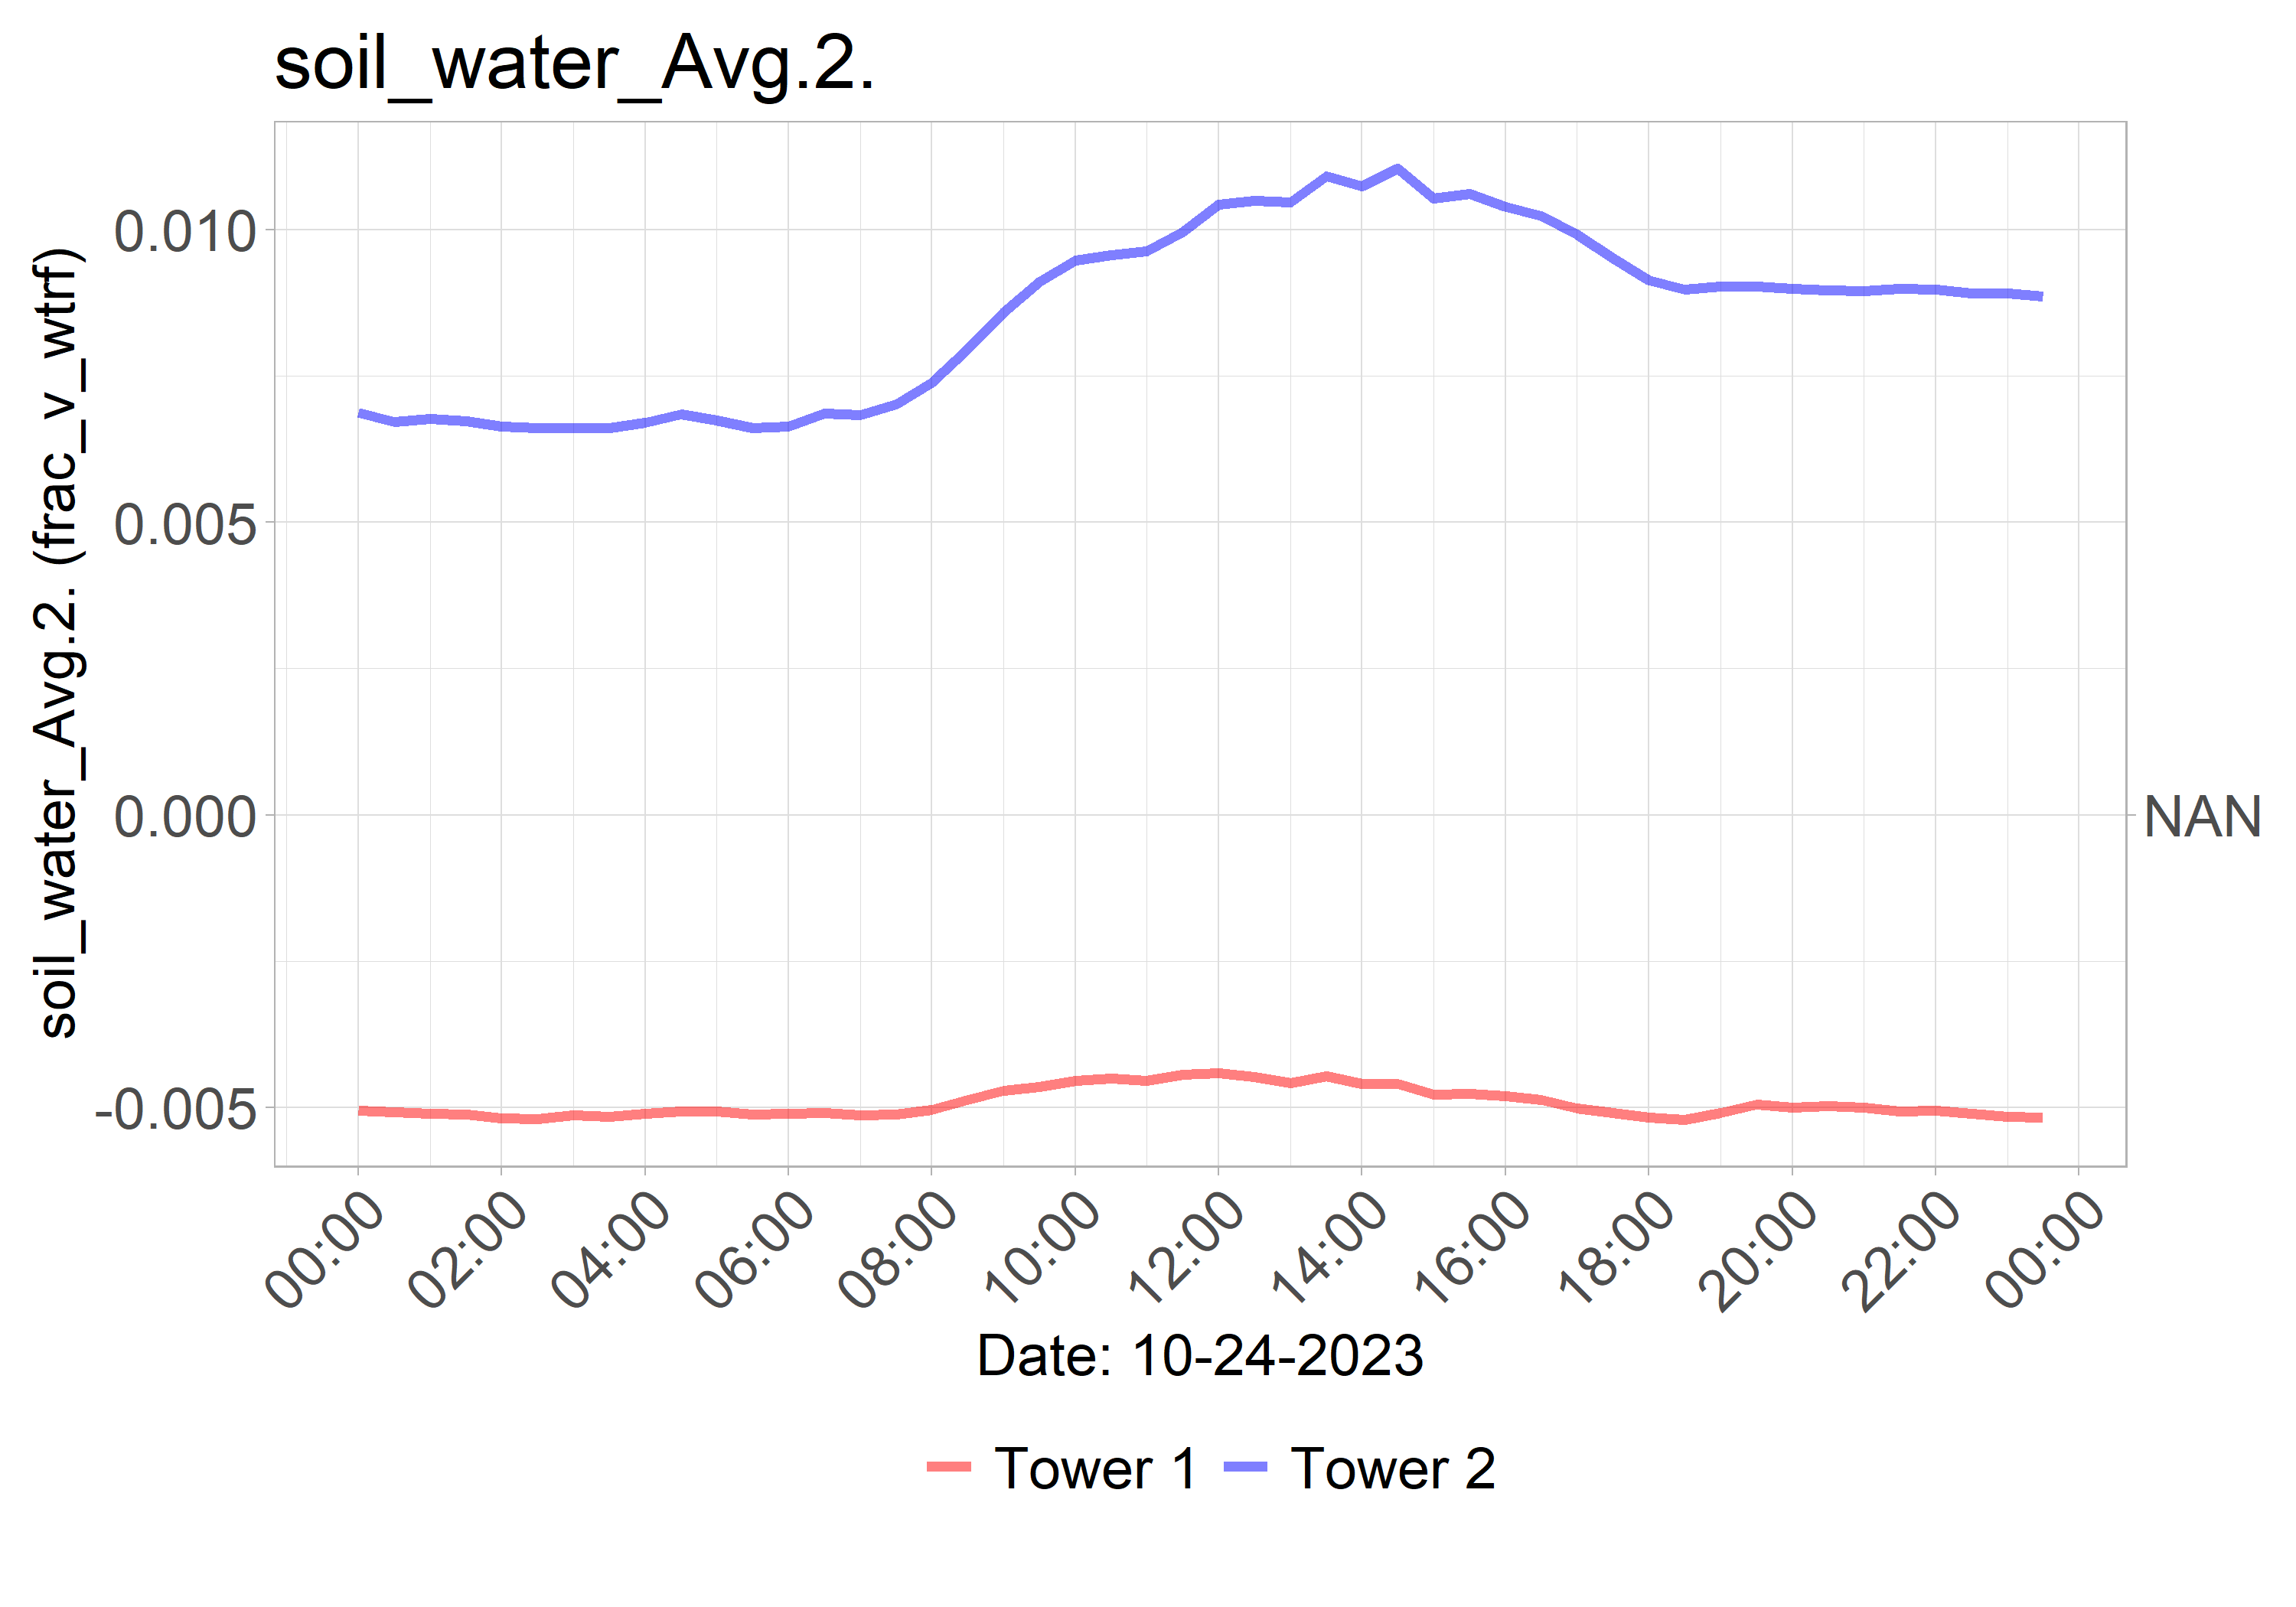 soil_water_Avg.2.
soil_water_Avg.2. (frac_v_wtrf)
0.010
0.005
0.000
-0.005
NAN
00:00
02:00
04:00
06:00
08:00
10:00
12:00
14:00
16:00
18:00
20:00
22:00
00:00
Date: 10-24-2023
Tower 1
Tower 2